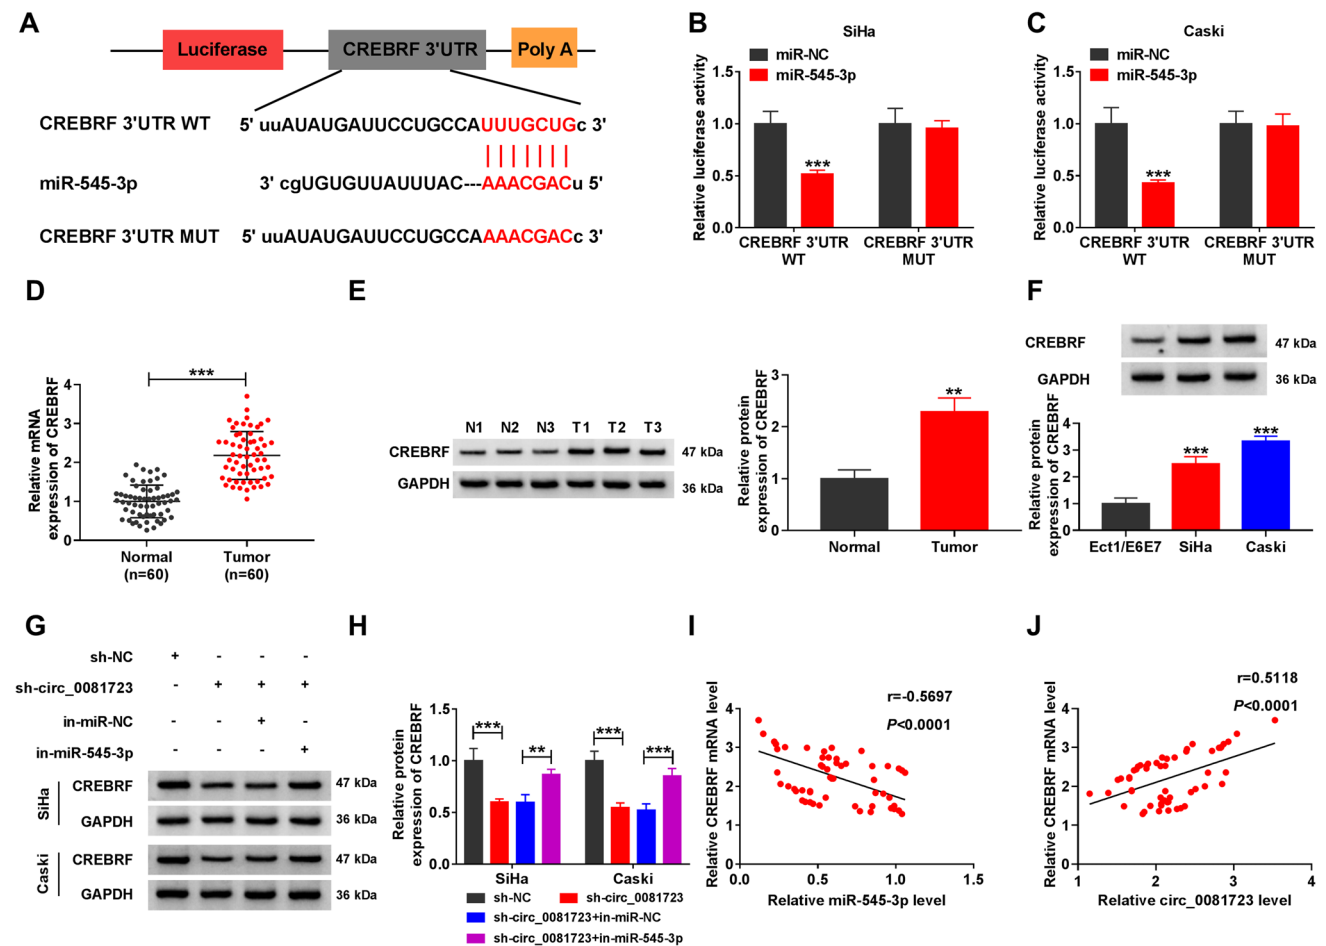 A
Luciferase
CREBRF 3'UTR
Poly A
CREBRF 3'UTR WT
5' uuAUAUGAUUCCUGCCAUUUGCUGc 3'
miR-545-3p
3' cgUGUGUUAUUUAC---AAACGACu 5'
CREBRF 3'UTR MUT
5' uuAUAUGAUUCCUGCCAAAACGACc 3'
B
SiHa
miR-NC
miR-545-3p
Relative luciferase activity
1.5
1.0
0.5
0.0
***
CREBRF 3'UTR WT
CREBRF 3'UTR MUT
C
Caski
miR-NC
miR-545-3p
Relative luciferase activity
1.5
1.0
0.5
0.0
***
CREBRF 3'UTR WT
CREBRF 3'UTR MUT
D
Relative mRNA
expression of CREBRF
4
3
2
1
0
***
Normal
(n=60)
Tumor
(n=60)
E
N1 N2 N3 T1 T2 T3
CREBRF
47 kDa
GAPDH
36 kDa
Relative protein
expression of CREBRF
3
2
1
0
**
Normal
Tumor
F
CREBRF
47 kDa
GAPDH
36 kDa
Relative protein
expression of CREBRF
4
3
2
1
0
***
***
Ect1/E6E7
SiHa
Caski
G
sh-NC + - - -
sh-circ_0081723 - + + +
in-miR-NC - - + -
in-miR-545-3p - - - +
SiHa
CREBRF
47 kDa
GAPDH
36 kDa
Caski
CREBRF
47 kDa
GAPDH
36 kDa
H
Relative protein
expression of CREBRF
1.5
1.0
0.5
0.0
***
**
***
***
SiHa
Caski
sh-NC
sh-circ_0081723
sh-circ_0081723+in-miR-NC
sh-circ_0081723+in-miR-545-3p
I
r=-0.5697
P<0.0001
Relative CREBRF mRNA level
4
3
2
1
0
0.0 0.5 1.0 1.5
Relative miR-545-3p level
J
r=0.5118
P<0.0001
Relative CREBRF mRNA level
4
3
2
1
0
1 2 3 4
Relative circ_0081723 level